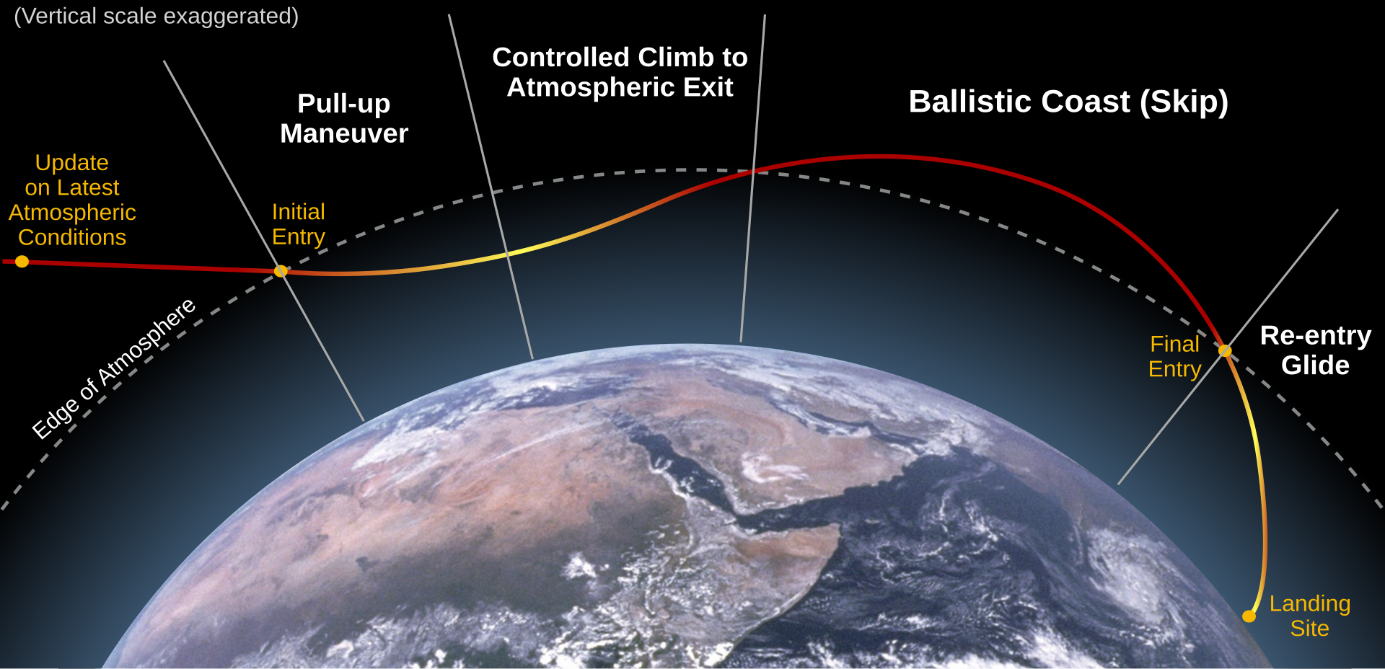 (Vertical scale exaggerated)
Controlled Climb to
Atmospheric Exit
Pull-up
Maneuver
Ballistic Coast (Skip)
Update
on Latest
Atmospheric
Conditions
Initial
Entry
Edge of Atmosphere
Final
Entry
Re-entry
Glide
Landing
Site